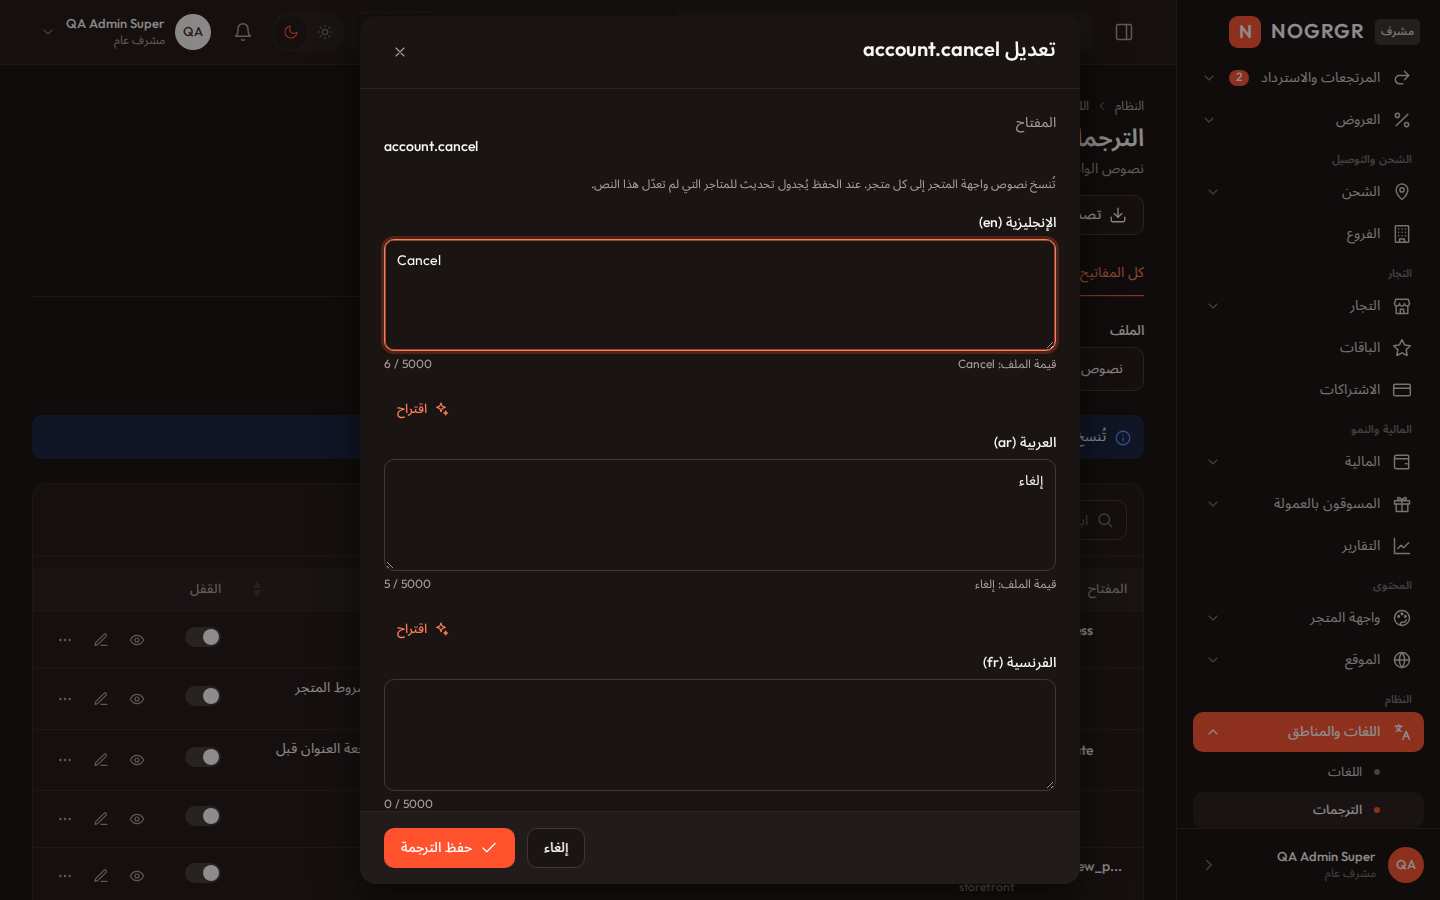 QA Admin Super
مشرف عام
QA
NOGRGR
N
مشرف
المرتجعات والاسترداد
2
العروض
الشحن والتوصيل
الشحن
الفروع
التجار
التجار
الباقات
الاشتراكات
المالية والنمو
المالية
المسوقون بالعمولة
التقارير
المحتوى
واجهة المتجر
الموقع
النظام
اللغات والمناطق
اللغات
الترجمات
QA Admin Super
مشرف عام
QA
النظام
كل المفاتيح
الملف
نصوص
المفتاح
القفل
storefront
تعديل account.cancel
المفتاح
account.cancel
تُنسخ نصوص واجهة المتجر إلى كل متجر. عند الحفظ يُجدول تحديث للمتاجر التي لم تعدّل هذا النص.
الإنجليزية (en)
Cancel
قيمة الملف: Cancel
6 / 5000
اقتراح
العربية (ar)
إلغاء
قيمة الملف: إلغاء
5 / 5000
اقتراح
الفرنسية (fr)
0 / 5000
إلغاء
حفظ الترجمة